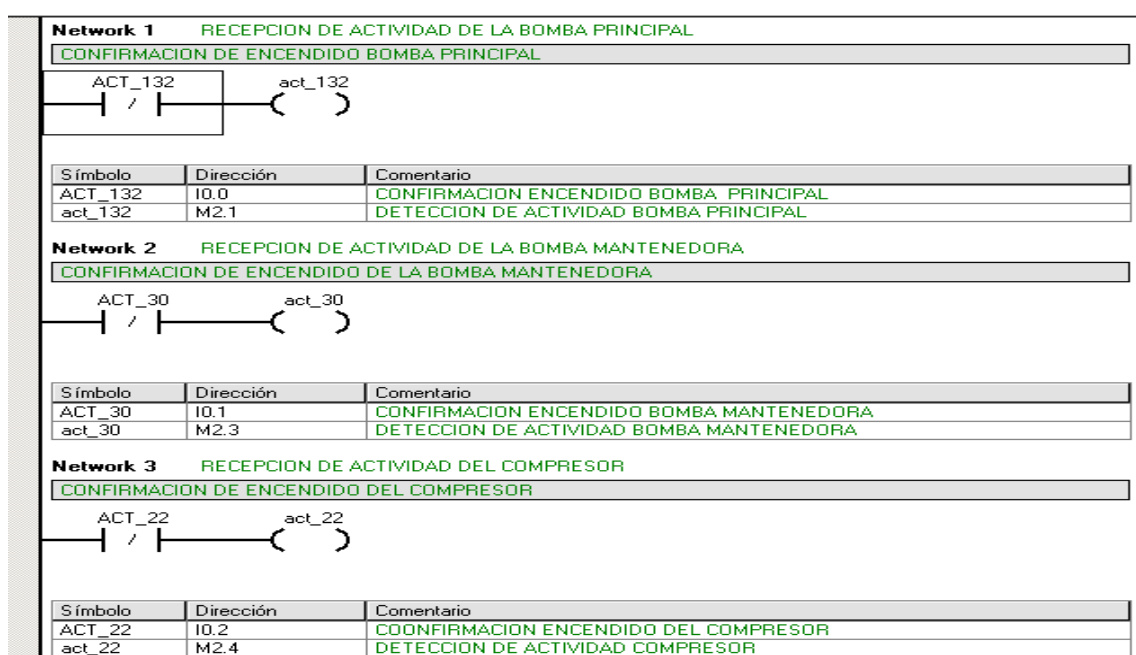 Network 1 RECEPCION DE ACTIVIDAD DE LA BOMBA PRINCIPAL
CONFIRMACION DE ENCENDIDO BOMBA PRINCIPAL
ACT_132 act_132
Símbolo Dirección Comentario
ACT_132 I0.0 CONFIRMACION ENCENDIDO BOMBA PRINCIPAL
act_132 M2.1 DETECCION DE ACTIVIDAD BOMBA PRINCIPAL
Network 2 RECEPCION DE ACTIVIDAD DE LA BOMBA MANTENEDORA
CONFIRMACION DE ENCENDIDO DE LA BOMBA MANTENEDORA
ACT_30 act_30
Símbolo Dirección Comentario
ACT_30 I0.1 CONFIRMACION ENCENDIDO BOMBA MANTENEDORA
act_30 M2.3 DETECCION DE ACTIVIDAD BOMBA MANTENEDORA
Network 3 RECEPCION DE ACTIVIDAD DEL COMPRESOR
CONFIRMACION DE ENCENDIDO DEL COMPRESOR
ACT_22 act_22
Símbolo Dirección Comentario
ACT_22 I0.2 COONFIRMACION ENCENDIDO DEL COMPRESOR
act_22 M2.4 DETECCION DE ACTIVIDAD COMPRESOR